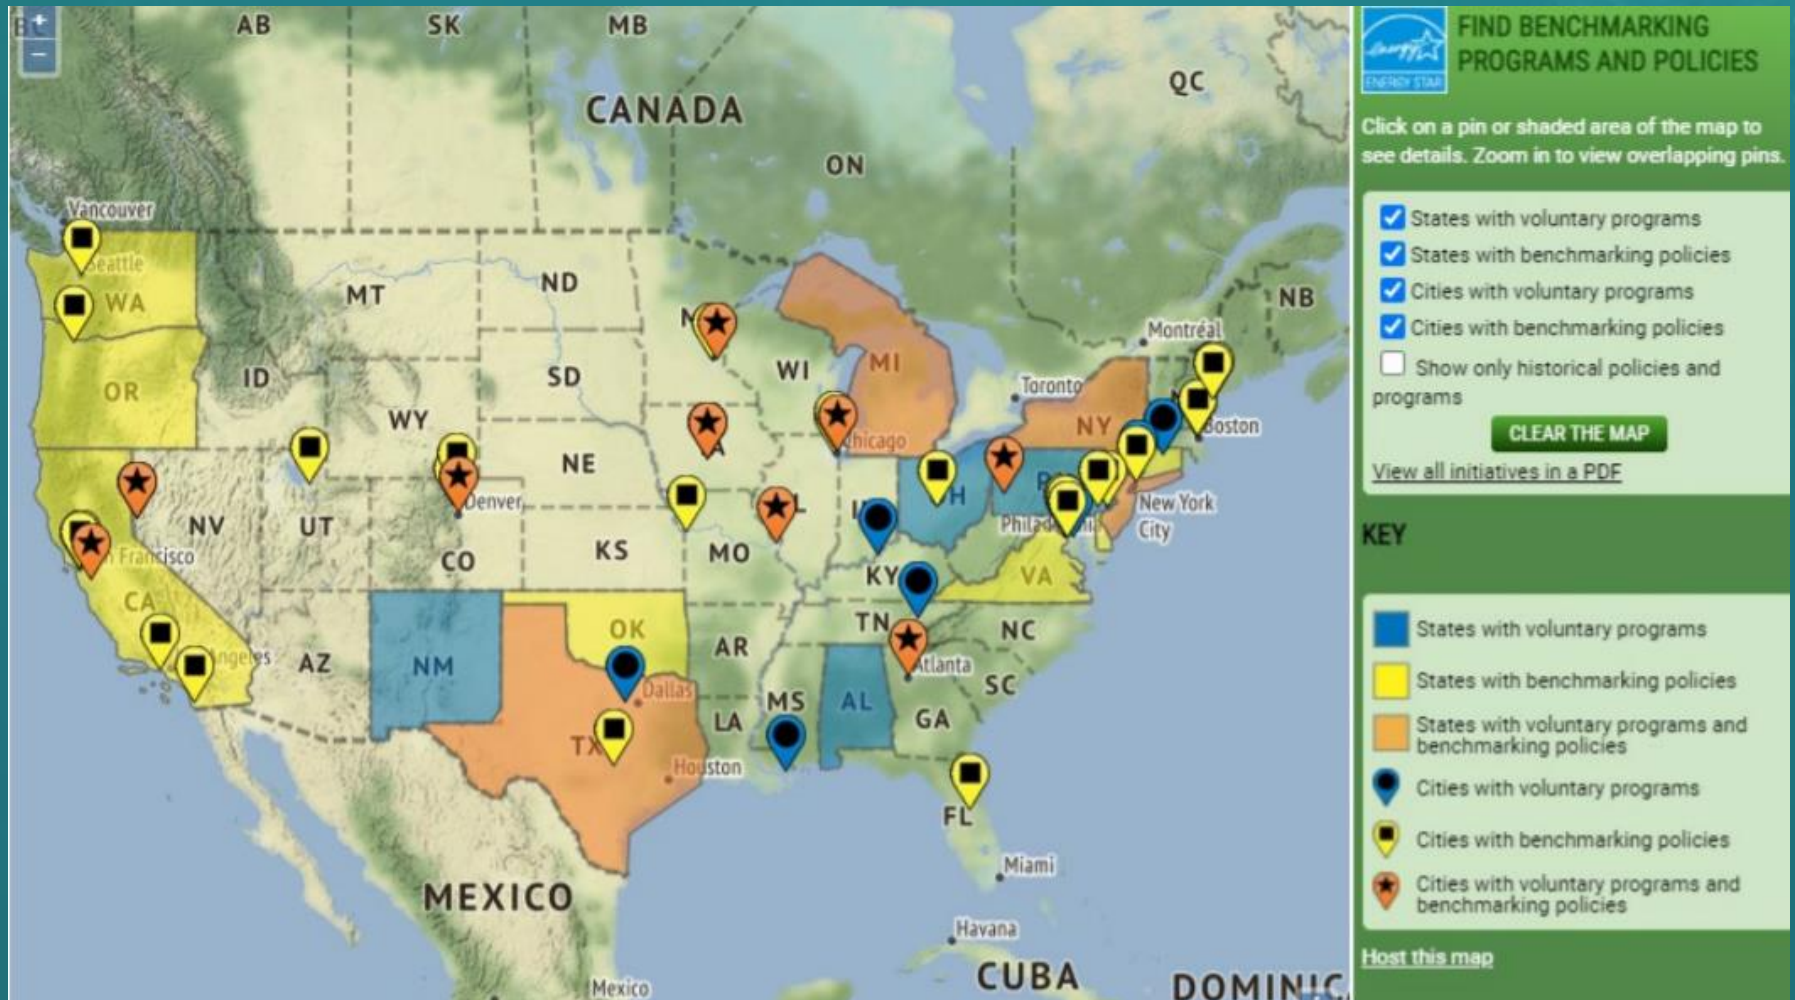 +
−
AB
SK
MB
QC
CANADA
ON
Vancouver
Seattle
WA
MT
ND
NB
Montréal
OR
ID
WY
SD
WI
MI
Toronto
NY
Boston
Chicago
NE
Denver
NV
UT
CO
KS
MO
New York
City
Philadelphia
Francisco
CA
KY
VA
OK
TN
NC
NM
AZ
AR
Atlanta
SC
Dallas
MS
AL
GA
LA
TX
Houston
FL
Miami
MEXICO
Havana
CUBA
Mexico
DOMINIC
energy
ENERGY STAR
FIND BENCHMARKING
PROGRAMS AND POLICIES
Click on a pin or shaded area of the map to
see details. Zoom in to view overlapping pins.
States with voluntary programs
States with benchmarking policies
Cities with voluntary programs
Cities with benchmarking policies
Show only historical policies and
programs
CLEAR THE MAP
View all initiatives in a PDF
KEY
States with voluntary programs
States with benchmarking policies
States with voluntary programs and
benchmarking policies
Cities with voluntary programs
Cities with benchmarking policies
Cities with voluntary programs and
benchmarking policies
Host this map